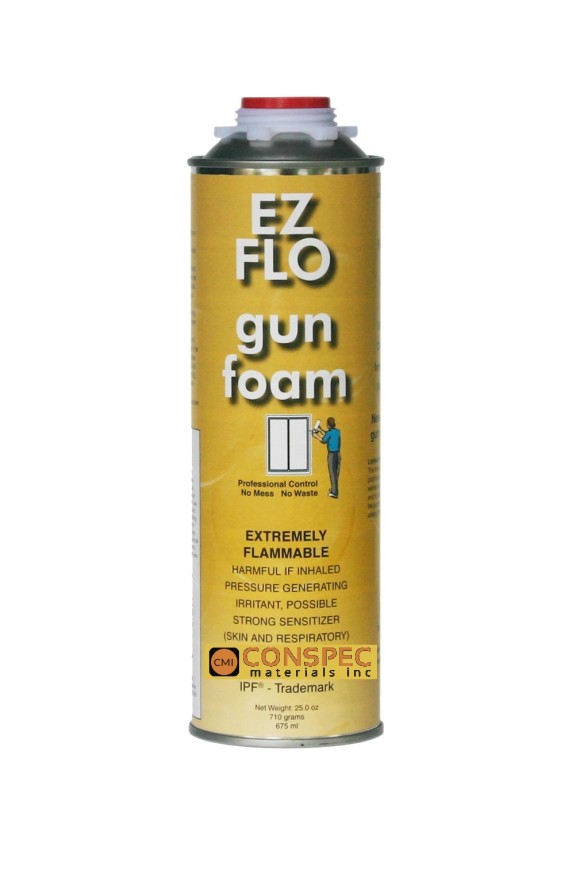 EZ
FLO
gun
foam
Professional Control
No Mess No Waste
EXTREMELY
FLAMMABLE
HARMFUL IF INHALED
PRESSURE GENERATING
IRRITANT, POSSIBLE
STRONG SENSITIZER
(SKIN AND RESPIRATORY)
CMI CONSPEC
materials inc
IPF® - Trademark
Net Weight: 25.0 oz
710 grams
675 ml